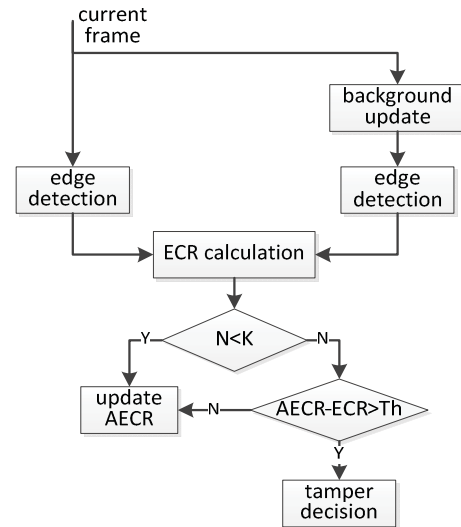 current
frame
background
update
edge
detection
edge
detection
ECR calculation
N<K
Y
N
update
AECR
N
AECR-ECR>Th
Y
tamper
decision